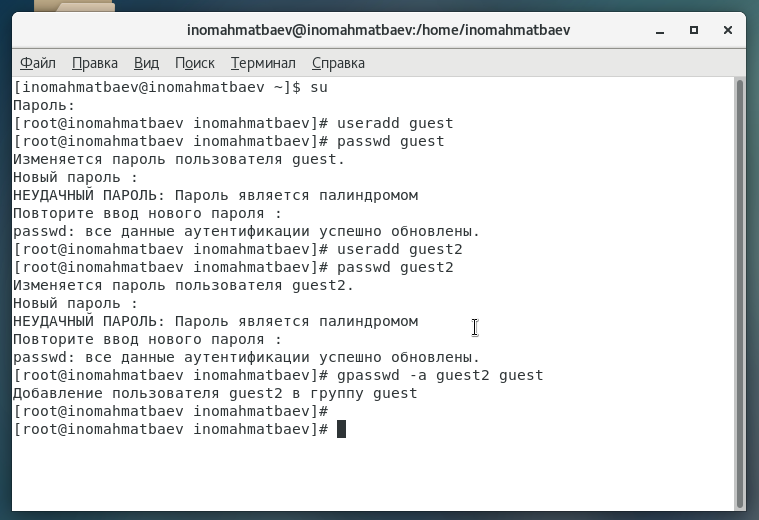 inomahmatbaev@inomahmatbaev:/home/inomahmatbaev
Файл Правка Вид Поиск Терминал Справка
[inomahmatbaev@inomahmatbaev ~]$ su
Пароль:
[root@inomahmatbaev inomahmatbaev]# useradd guest
[root@inomahmatbaev inomahmatbaev]# passwd guest
Изменяется пароль пользователя guest.
Новый пароль :
НЕУДАЧНЫЙ ПАРОЛЬ: Пароль является палиндромом
Повторите ввод нового пароля :
passwd: все данные аутентификации успешно обновлены.
[root@inomahmatbaev inomahmatbaev]# useradd guest2
[root@inomahmatbaev inomahmatbaev]# passwd guest2
Изменяется пароль пользователя guest2.
Новый пароль :
НЕУДАЧНЫЙ ПАРОЛЬ: Пароль является палиндромом
Повторите ввод нового пароля :
passwd: все данные аутентификации успешно обновлены.
[root@inomahmatbaev inomahmatbaev]# gpasswd -a guest2 guest
Добавление пользователя guest2 в группу guest
[root@inomahmatbaev inomahmatbaev]#
[root@inomahmatbaev inomahmatbaev]#